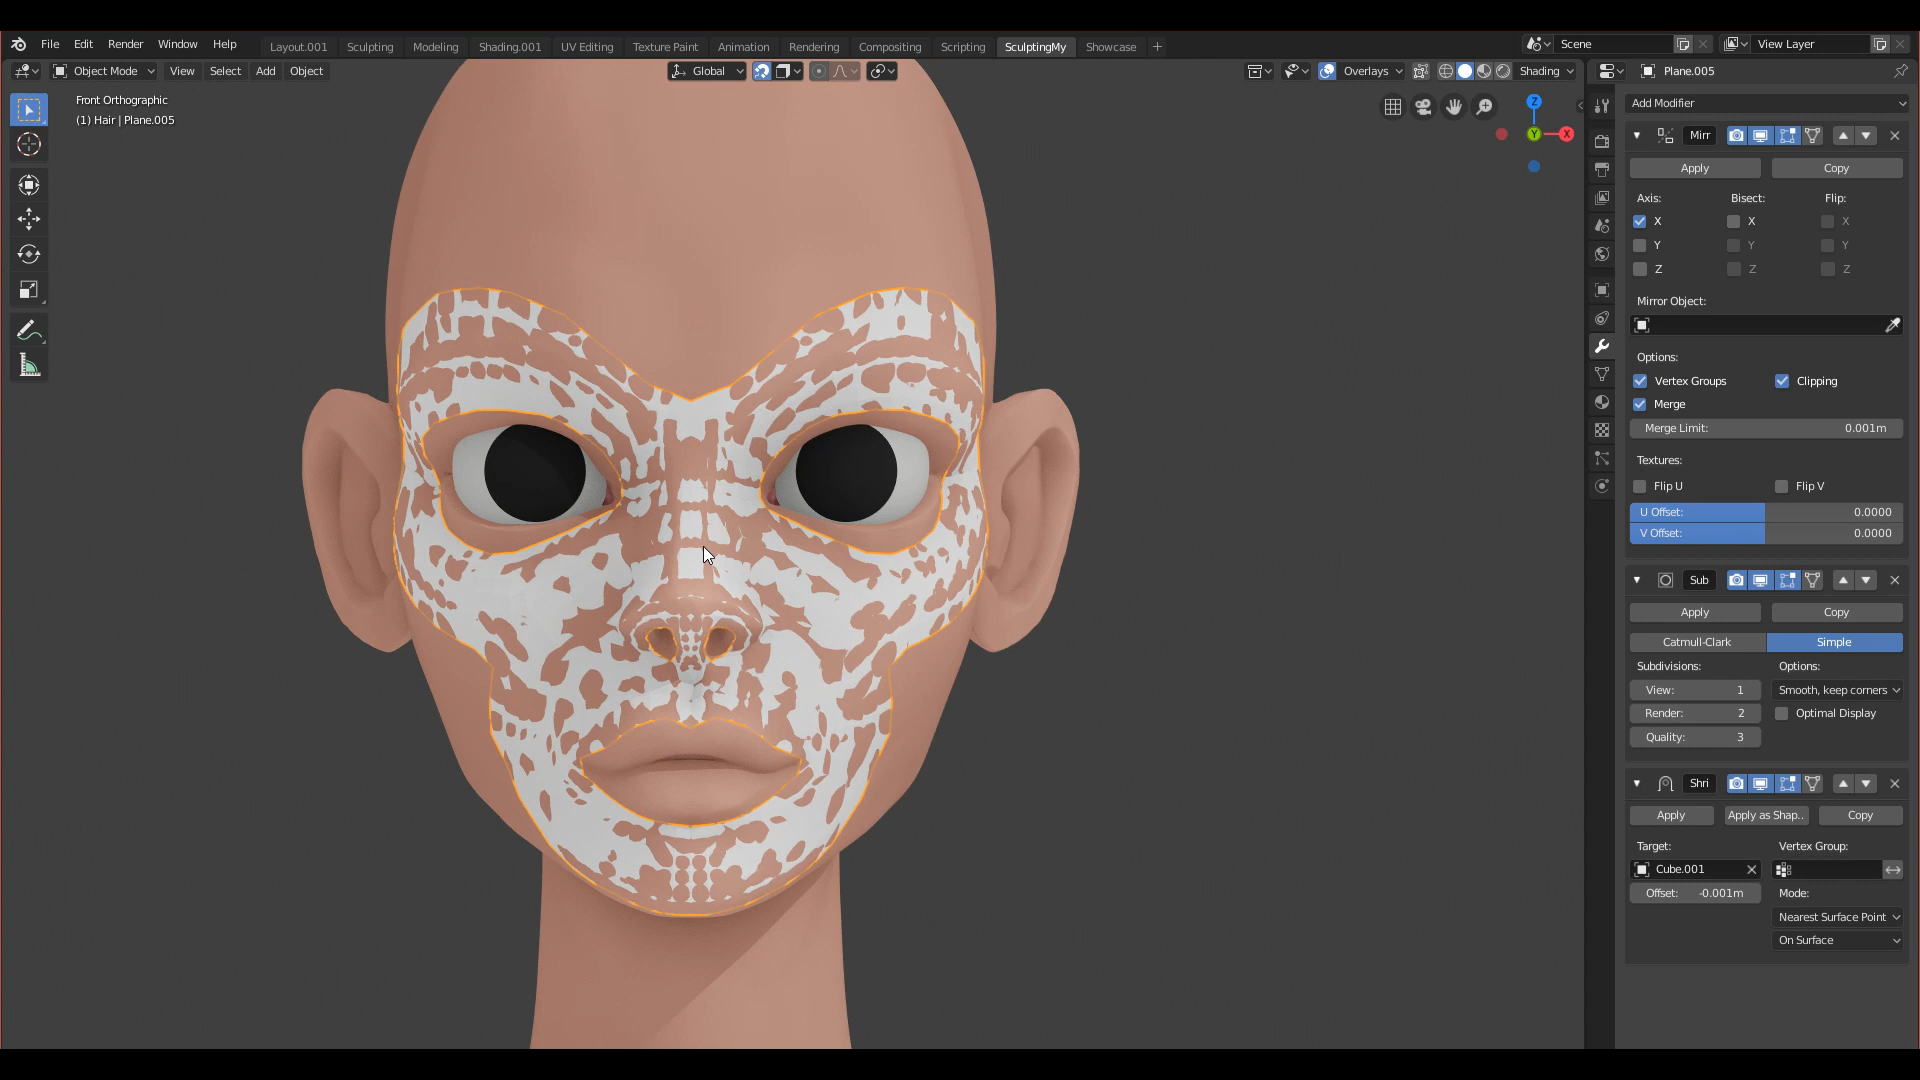 File Edit Render Window Help Layout.001 Sculpting Modeling Shading.001 UV Editing Texture Paint Animation Rendering Compositing Scripting SculptingMy Showcase + Scene View Layer
Object Mode View Select Add Object Global Overlays Shading Plane.005
Front Orthographic
(1) Hair | Plane.005
Z
Y
X
Add Modifier
Mirr
Apply Copy
Axis: Bisect: Flip:
X X X
Y Y Y
Z Z Z
Mirror Object:
Options:
Vertex Groups Clipping
Merge
Merge Limit: 0.001m
Textures:
Flip U Flip V
U Offset: 0.0000
V Offset: 0.0000
Sub
Apply Copy
Catmull-Clark Simple
Subdivisions: Options:
View: 1 Smooth, keep corners
Render: 2 Optimal Display
Quality: 3
Shri
Apply Apply as Shap.. Copy
Target: Vertex Group:
Cube.001
Offset: -0.001m Mode:
Nearest Surface Point
On Surface